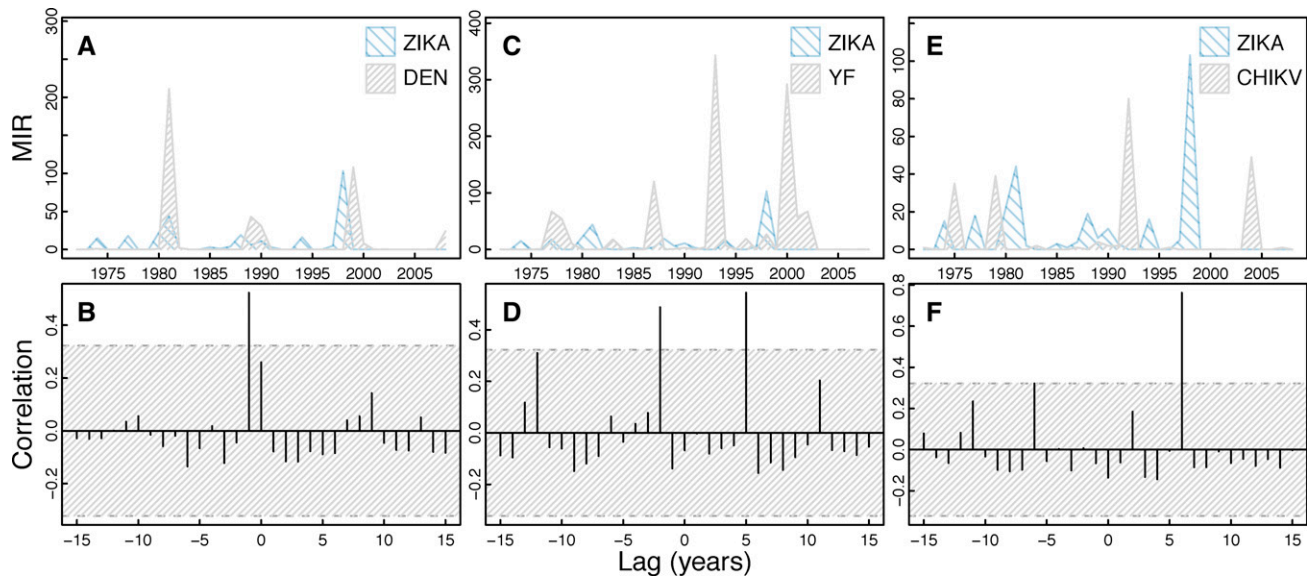 A
ZIKA
DEN
MIR
0 50 100 200 300
1975 1980 1985 1990 1995 2000 2005
C
ZIKA
YF
0 100 200 300 400
1975 1980 1985 1990 1995 2000 2005
E
ZIKA
CHIKV
0 20 40 60 80 100
1975 1980 1985 1990 1995 2000 2005
B
Correlation
−0.2 0.0 0.2 0.4
−15 −10 −5 0 5 10 15
D
−0.2 0.0 0.2 0.4
−15 −10 −5 0 5 10 15
F
−0.2 0.0 0.2 0.4 0.6 0.8
−15 −10 −5 0 5 10 15
Lag (years)